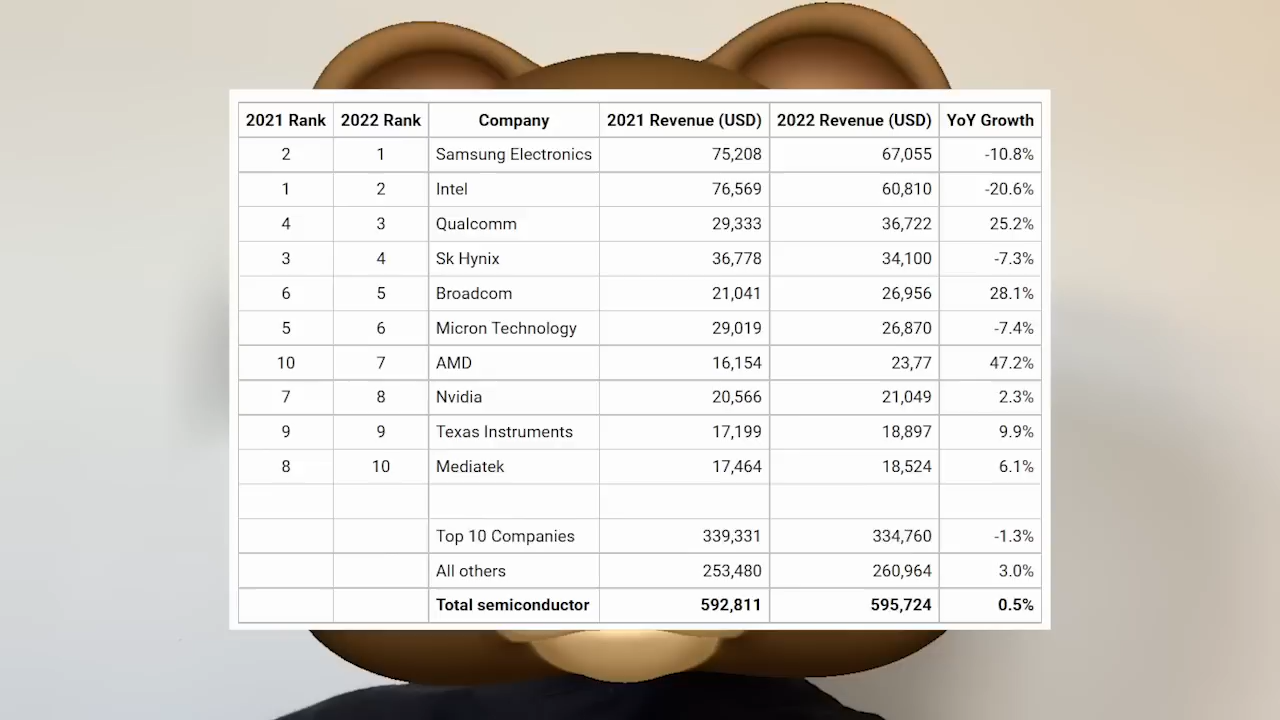 2021 Rank 2022 Rank Company 2021 Revenue (USD) 2022 Revenue (USD) YoY Growth
2 1 Samsung Electronics 75,208 67,055 -10.8%
1 2 Intel 76,569 60,810 -20.6%
4 3 Qualcomm 29,333 36,722 25.2%
3 4 Sk Hynix 36,778 34,100 -7.3%
6 5 Broadcom 21,041 26,956 28.1%
5 6 Micron Technology 29,019 26,870 -7.4%
10 7 AMD 16,154 23,77 47.2%
7 8 Nvidia 20,566 21,049 2.3%
9 9 Texas Instruments 17,199 18,897 9.9%
8 10 Mediatek 17,464 18,524 6.1%
Top 10 Companies 339,331 334,760 -1.3%
All others 253,480 260,964 3.0%
Total semiconductor 592,811 595,724 0.5%